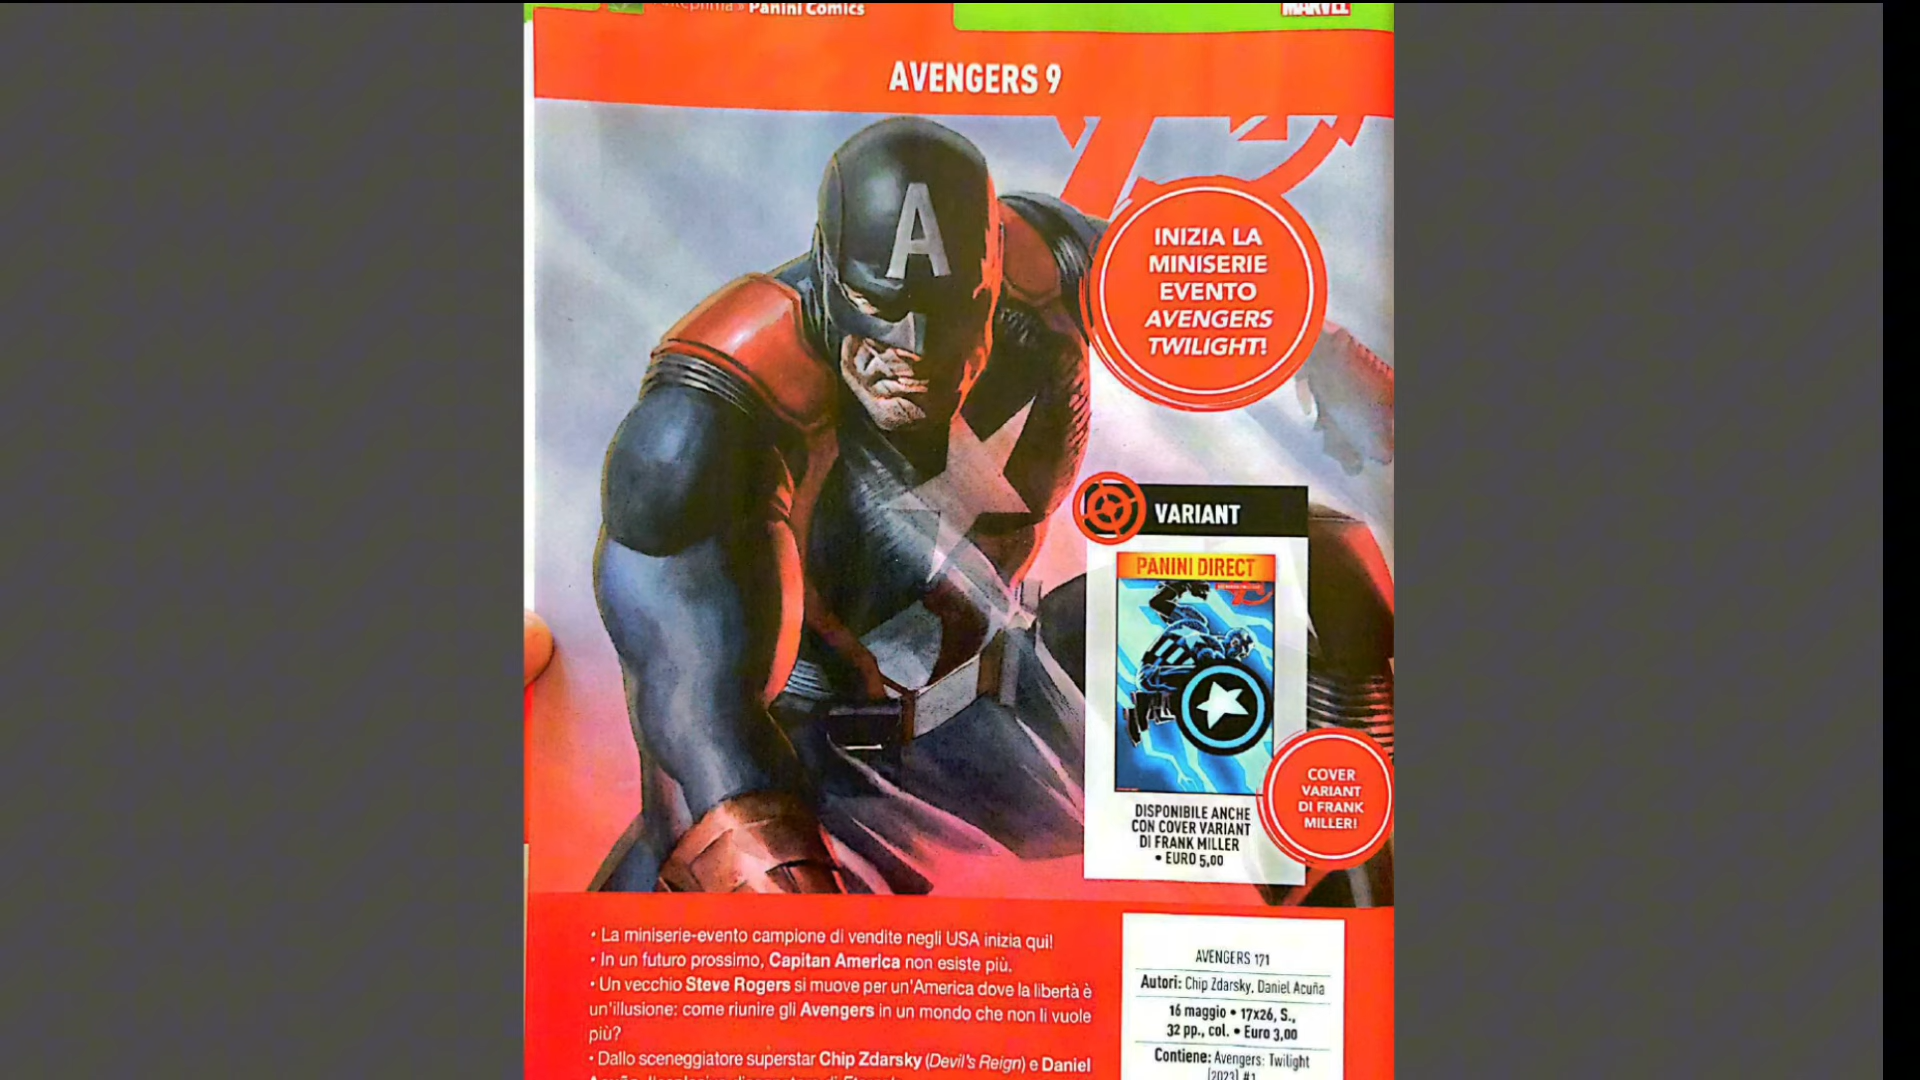 Anteprima » Panini Comics
MARVEL
AVENGERS 9
A
INIZIA LA
MINISERIE
EVENTO
AVENGERS
TWILIGHT!
VARIANT
PANINI DIRECT
COVER
VARIANT
DI FRANK
MILLER!
DISPONIBILE ANCHE
CON COVER VARIANT
DI FRANK MILLER
• EURO 5,00
• La miniserie-evento campione di vendite negli USA inizia qui!
• In un futuro prossimo, Capitan America non esiste più.
• Un vecchio Steve Rogers si muove per un'America dove la libertà è
un'illusione: come riunire gli Avengers in un mondo che non li vuole
più?
• Dallo sceneggiatore superstar Chip Zdarsky (Devil's Reign) e Daniel
AVENGERS 171
Autori: Chip Zdarsky, Daniel Acuña
16 maggio • 17x26, S.,
32 pp., col. • Euro 3,00
Contiene: Avengers: Twilight
(2023) #1